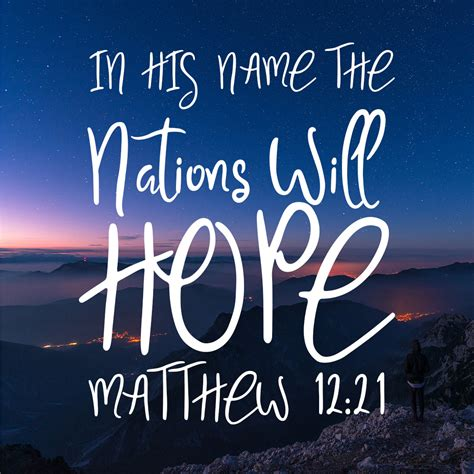 IN HIS NAME THE
Nations Will
HOPE
MATTHEW 12:21